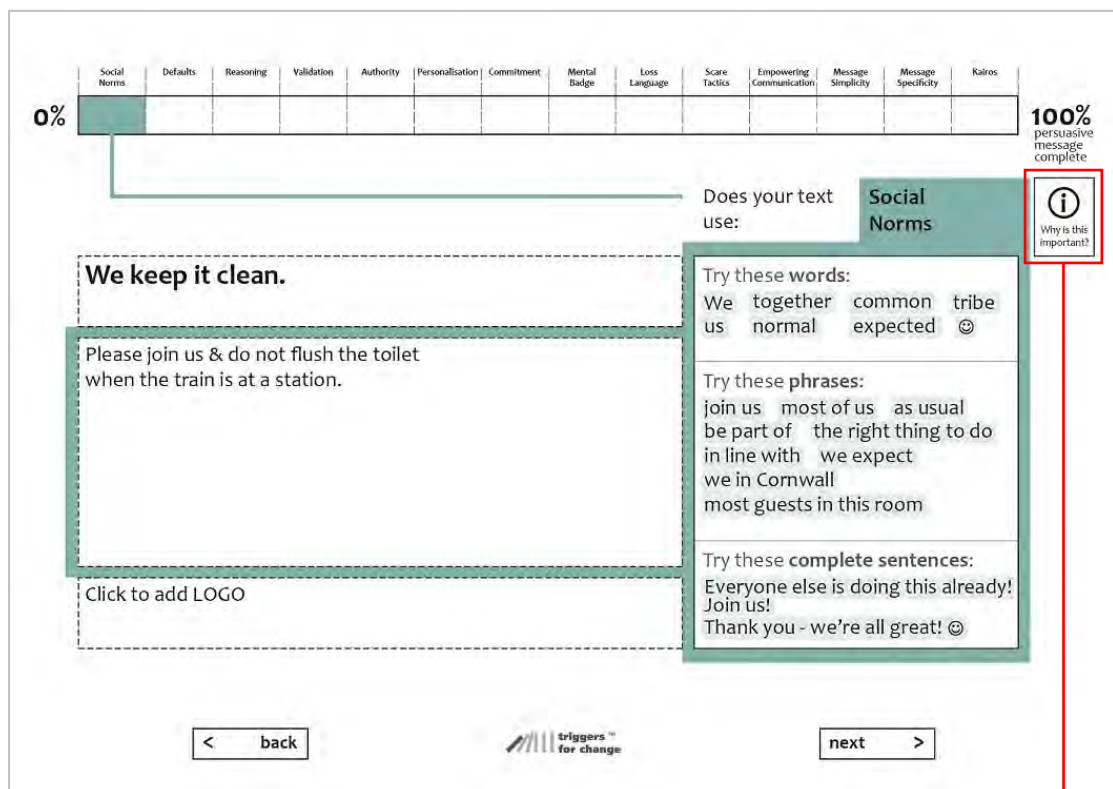 Social Norms
Defaults
Reasoning
Validation
Authority
Personalisation
Commitment
Mental Badge
Loss Language
Scare Tactics
Empowering Communication
Message Simplicity
Message Specificity
Kairos
0%
100%
persuasive
message
complete
Does your text
use:
Social
Norms
i
Why is this
important?
We keep it clean.
Please join us & do not flush the toilet
when the train is at a station.
Click to add LOGO
Try these words:
We together common tribe
us normal expected ☺
Try these phrases:
join us most of us as usual
be part of the right thing to do
in line with we expect
we in Cornwall
most guests in this room
Try these complete sentences:
Everyone else is doing this already!
Join us!
Thank you - we're all great! ☺
< back
triggers ™
for change
next >